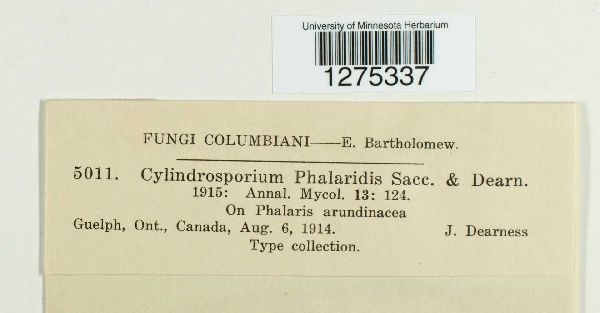 University of Minnesota Herbarium
1275337
FUNGI COLUMBIANI——E. Bartholomew.
5011. Cylindrosporium Phalaridis Sacc. & Dearn.
1915: Annal. Mycol. 13: 124.
On Phalaris arundinacea
Guelph, Ont., Canada, Aug. 6, 1914. J. Dearness
Type collection.